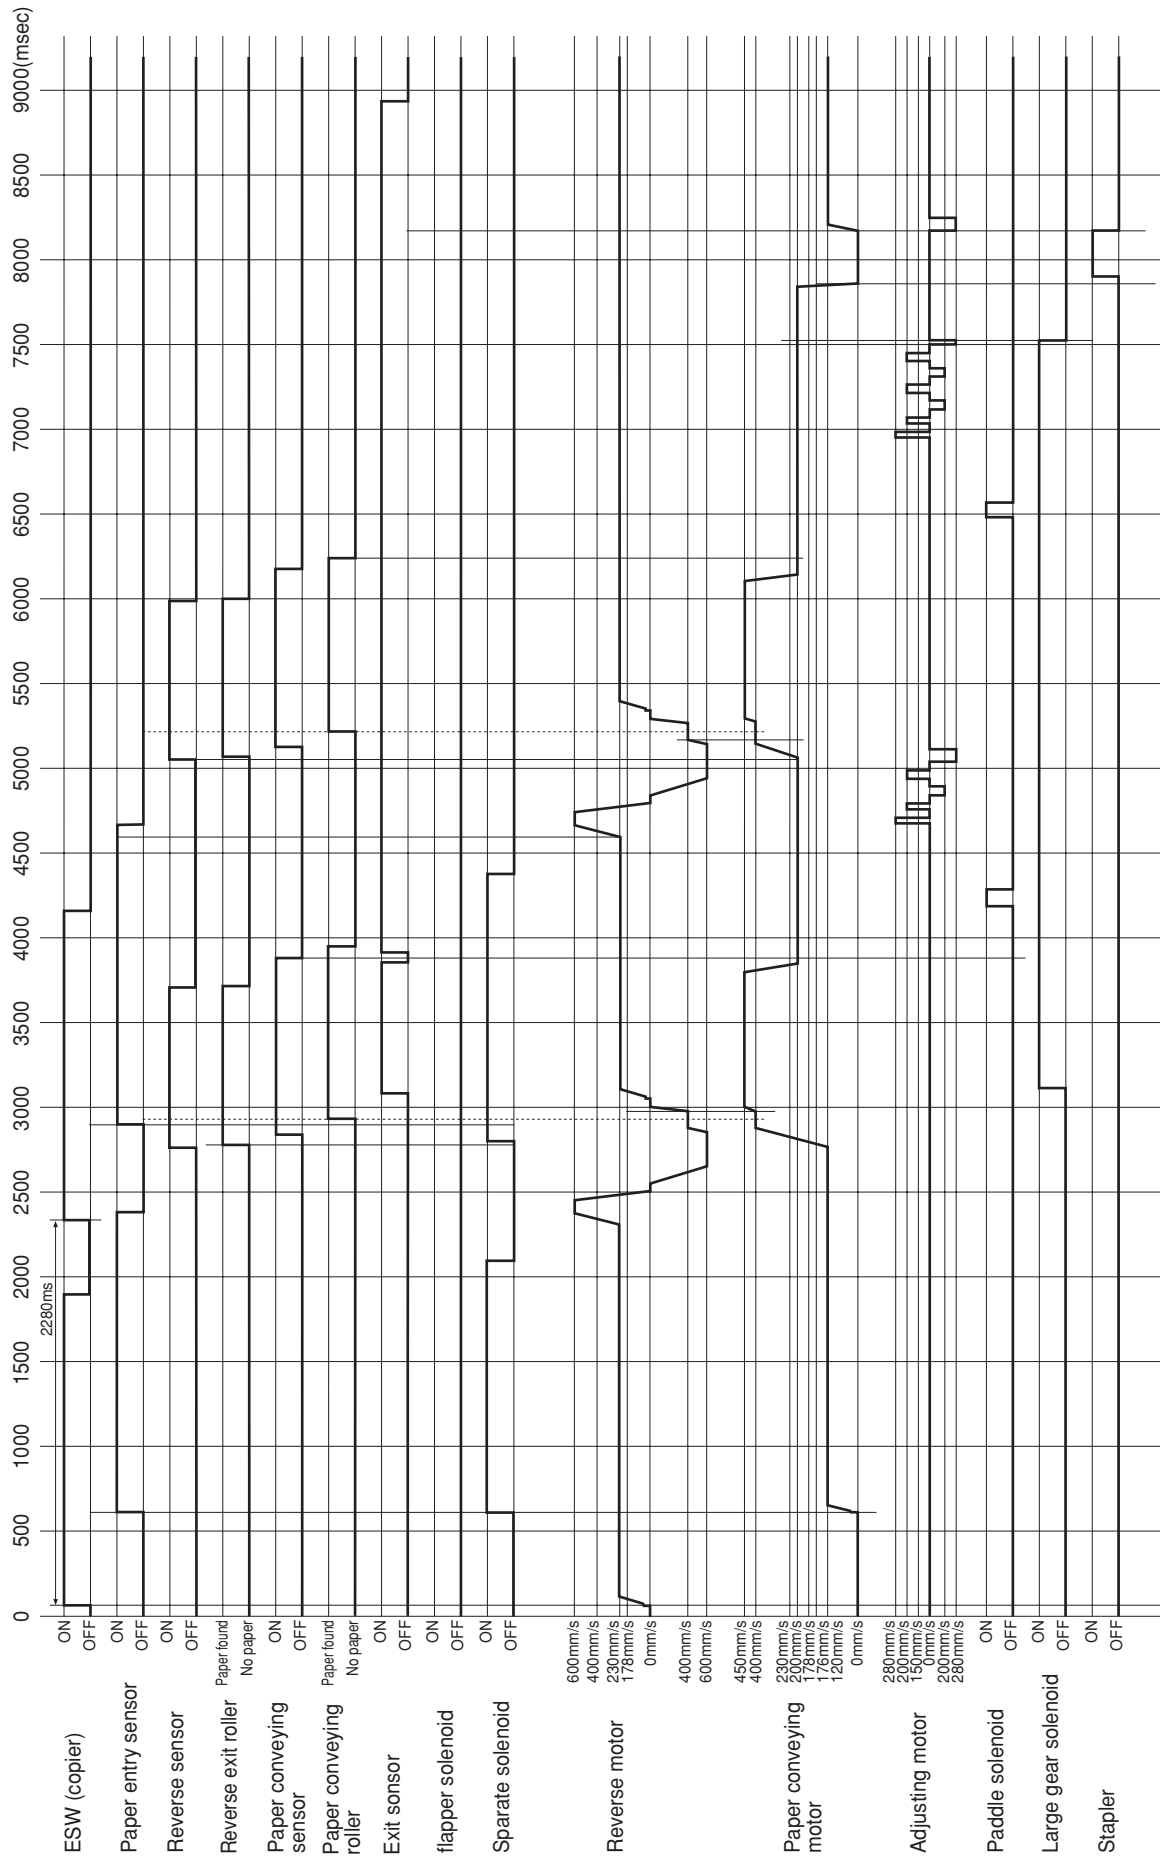 0 500 1000 1500 2000 2500 3000 3500 4000 4500 5000 5500 6000 6500 7000 7500 8000 8500 9000(msec)
2280ms
ESW (copier)
ON
OFF
Paper entry sensor
ON
OFF
Reverse sensor
ON
OFF
Reverse exit roller
Paper found
No paper
Paper conveying
sensor
ON
OFF
Paper conveying
roller
Paper found
No paper
Exit sonsor
ON
OFF
flapper solenoid
ON
OFF
Sparate solenoid
ON
OFF
Reverse motor
600mm/s
400mm/s
230mm/s
178mm/s
0mm/s
400mm/s
600mm/s
Paper conveying
motor
450mm/s
400mm/s
230mm/s
200mm/s
178mm/s
176mm/s
120mm/s
0mm/s
Adjusting motor
280mm/s
200mm/s
150mm/s
0mm/s
200mm/s
280mm/s
Paddle solenoid
ON
OFF
Large gear solenoid
ON
OFF
Stapler
ON
OFF